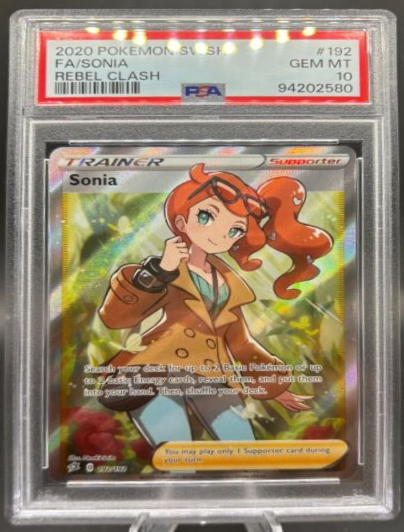 2020 POKEMON SWSH #192
FA/SONIA GEM MT
REBEL CLASH 10
PSA 94202580
TRAINER Supporter
Sonia
Search your deck for up to 2 Basic Pokémon or up
to 2 basic Energy cards, reveal them, and put them
into your hand. Then, shuffle your deck.
You may play only 1 Supporter card during
your turn.
192/192